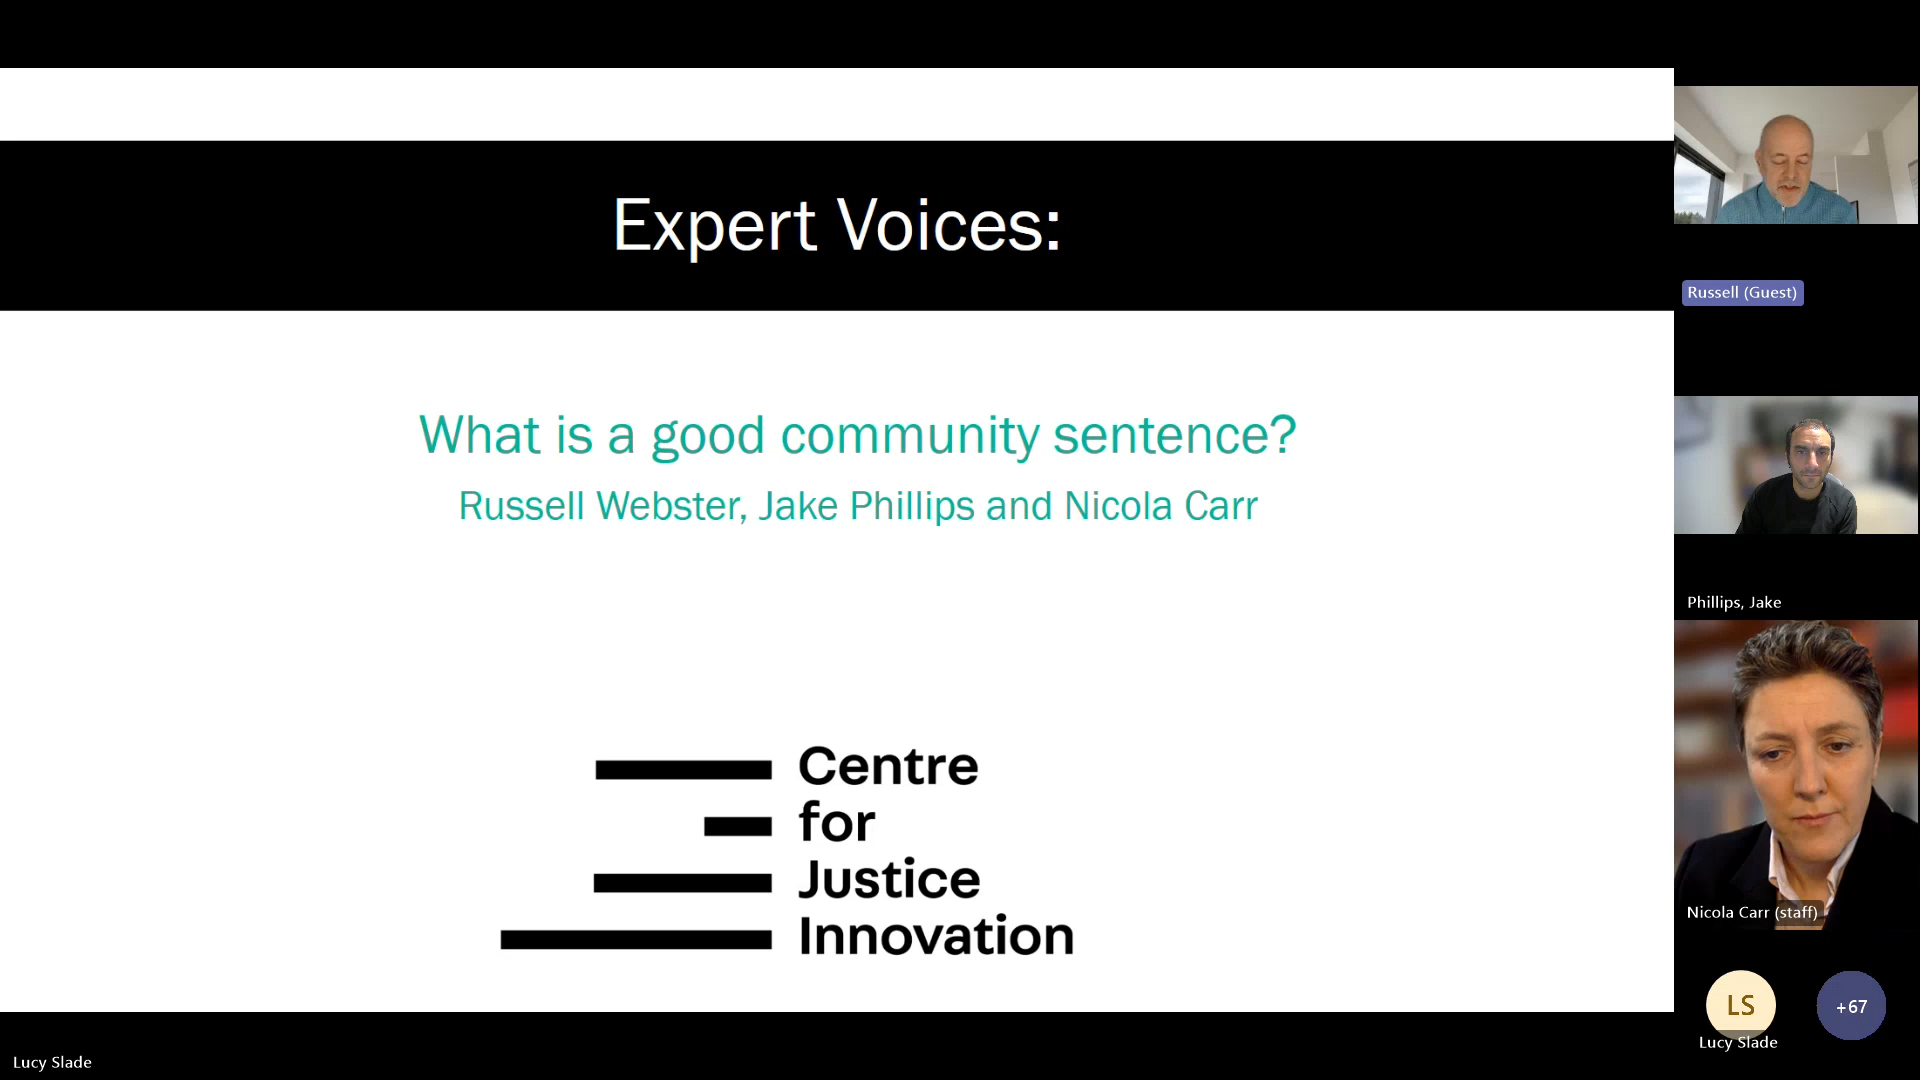 Expert Voices:
What is a good community sentence?
Russell Webster, Jake Phillips and Nicola Carr
Centre
for
Justice
Innovation
Russell (Guest)
Phillips, Jake
Nicola Carr (staff)
LS
+67
Lucy Slade
Lucy Slade